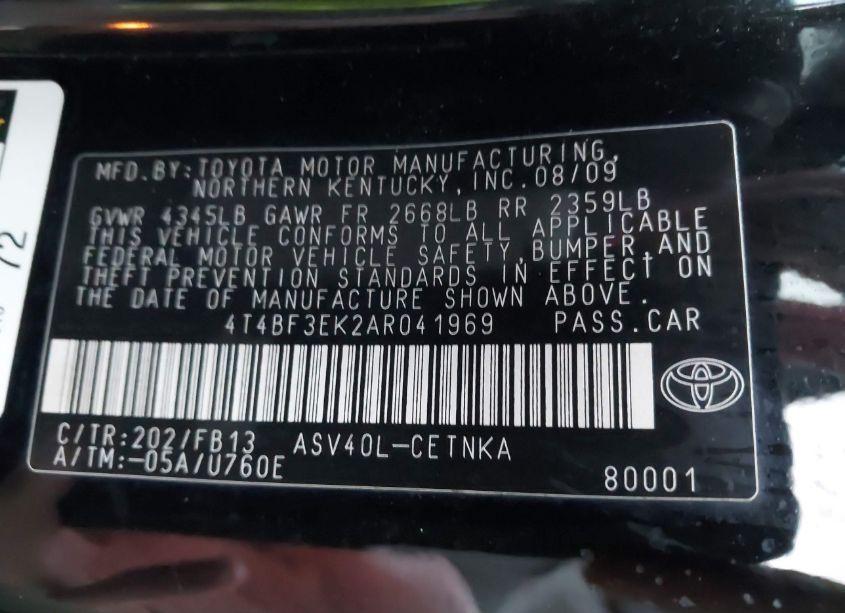 MFD.BY:TOYOTA MOTOR MANUFACTURING,
NORTHERN KENTUCKY,INC.08/09
GVWR 4345LB GAWR FR 2668LB RR 2359LB
THIS VEHICLE CONFORMS TO ALL APPLICABLE
FEDERAL MOTOR VEHICLE SAFETY,BUMPER,AND
THEFT PREVENTION STANDARDS IN EFFECT ON
THE DATE OF MANUFACTURE SHOWN ABOVE.
4T4BF3EK2AR041969 PASS.CAR
C/TR:202/FB13 ASV40L-CETNKA
A/TM:-05A/U760E
80001